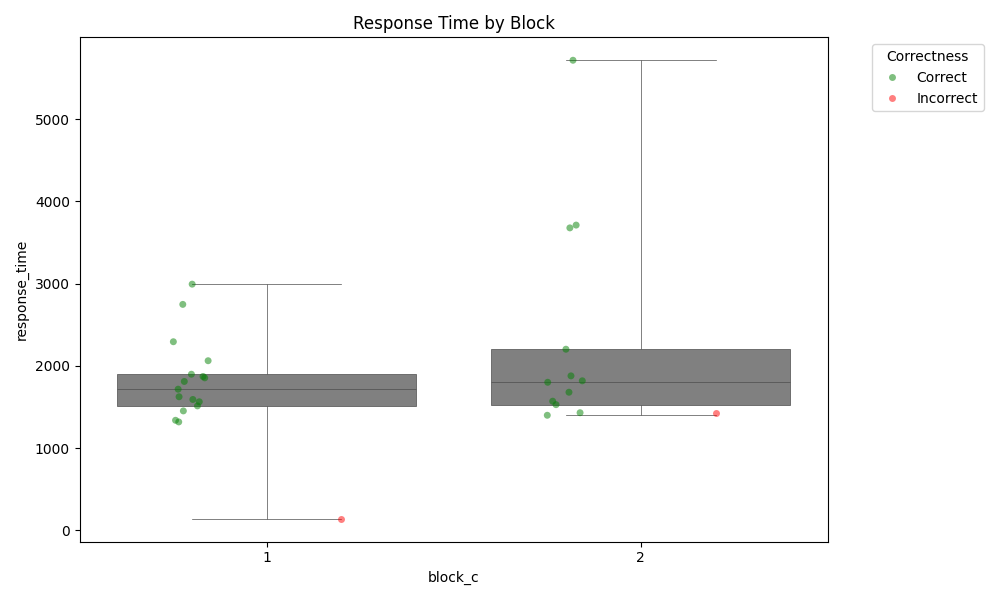 Response Time by Block
Correctness
Correct
Incorrect
response_time
5000
4000
3000
2000
1000
0
1
2
block_c